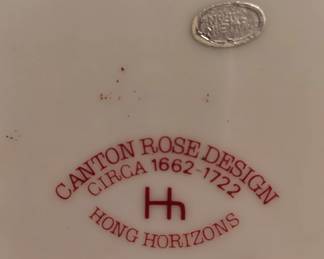 CANTON ROSE DESIGN
CIRCA 1662-1722
Hh
HONG HORIZONS